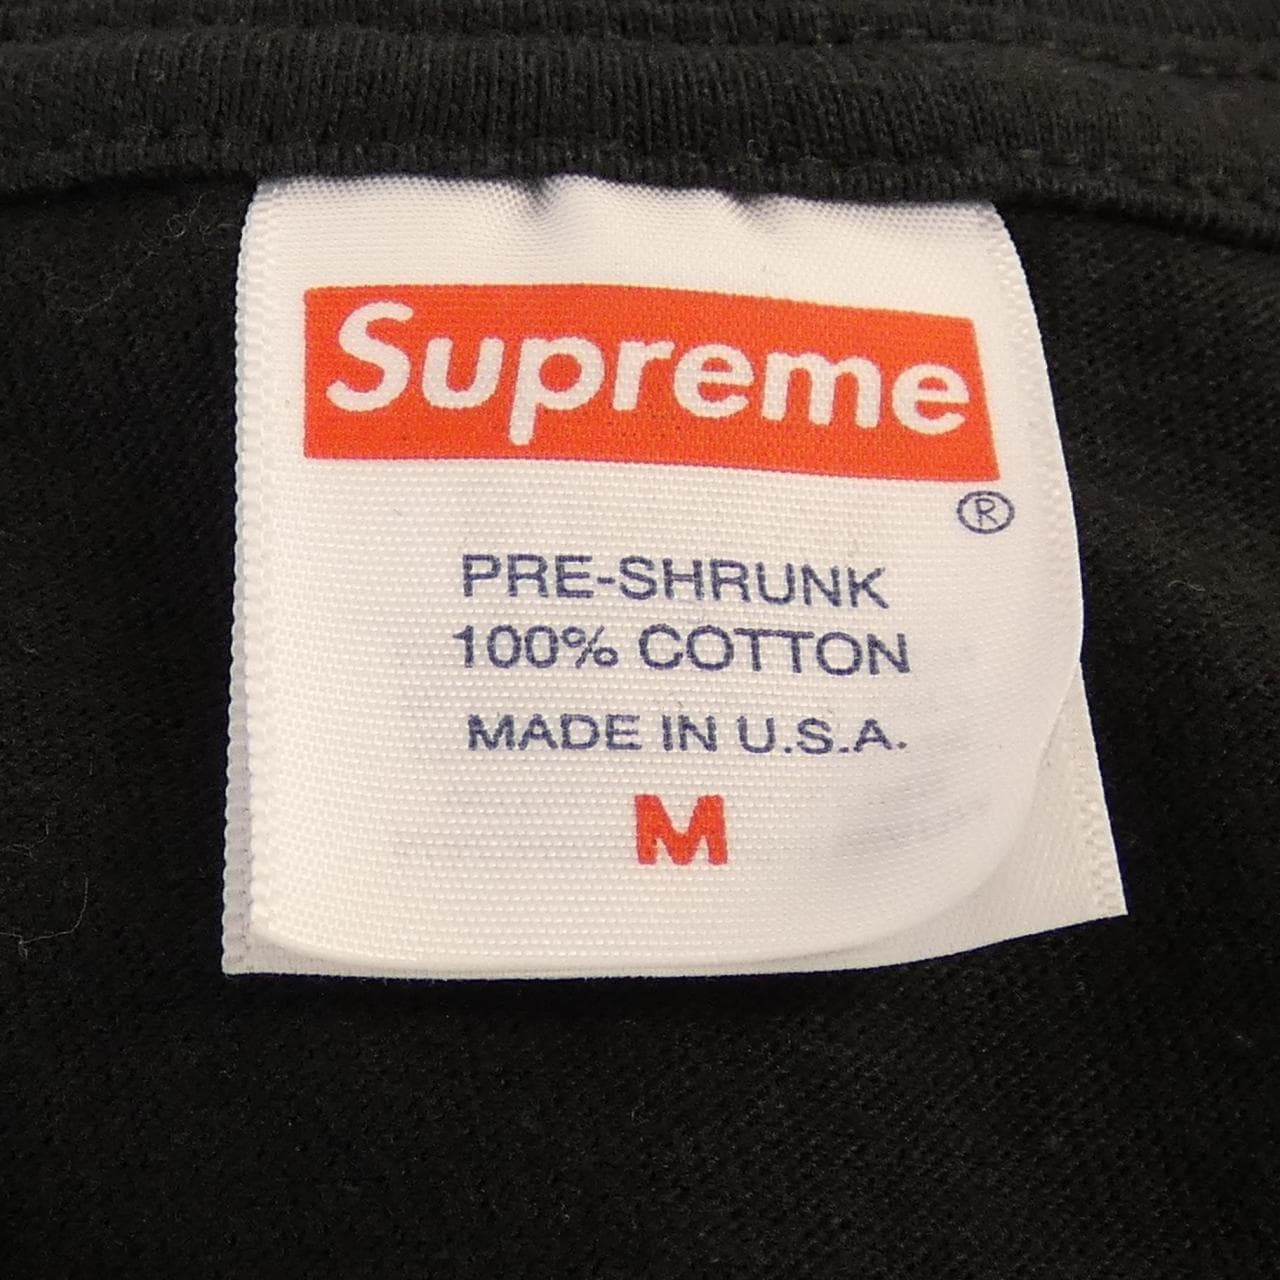 Supreme
®
PRE-SHRUNK
100% COTTON
MADE IN U.S.A.
M